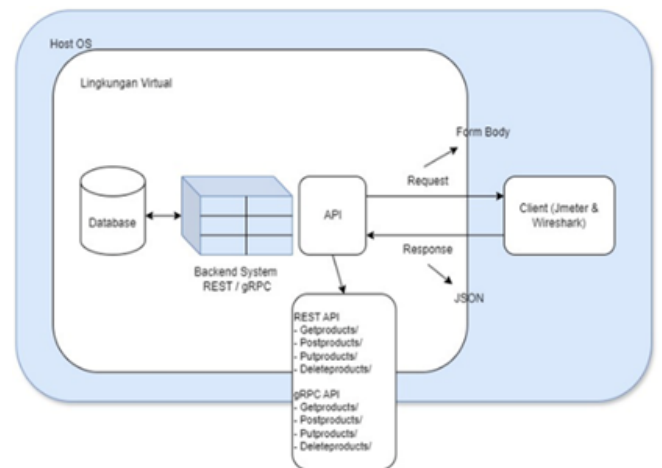 Host OS
Lingkungan Virtual
Form Body
Request
Database
API
Client (Jmeter &
Wireshark)
Response
Backend System
REST / gRPC
JSON
REST API
- Getproducts/
- Postproducts/
- Putproducts/
- Deleteproducts/
gRPC API
- Getproducts/
- Postproducts/
- Putproducts/
- Deleteproducts/